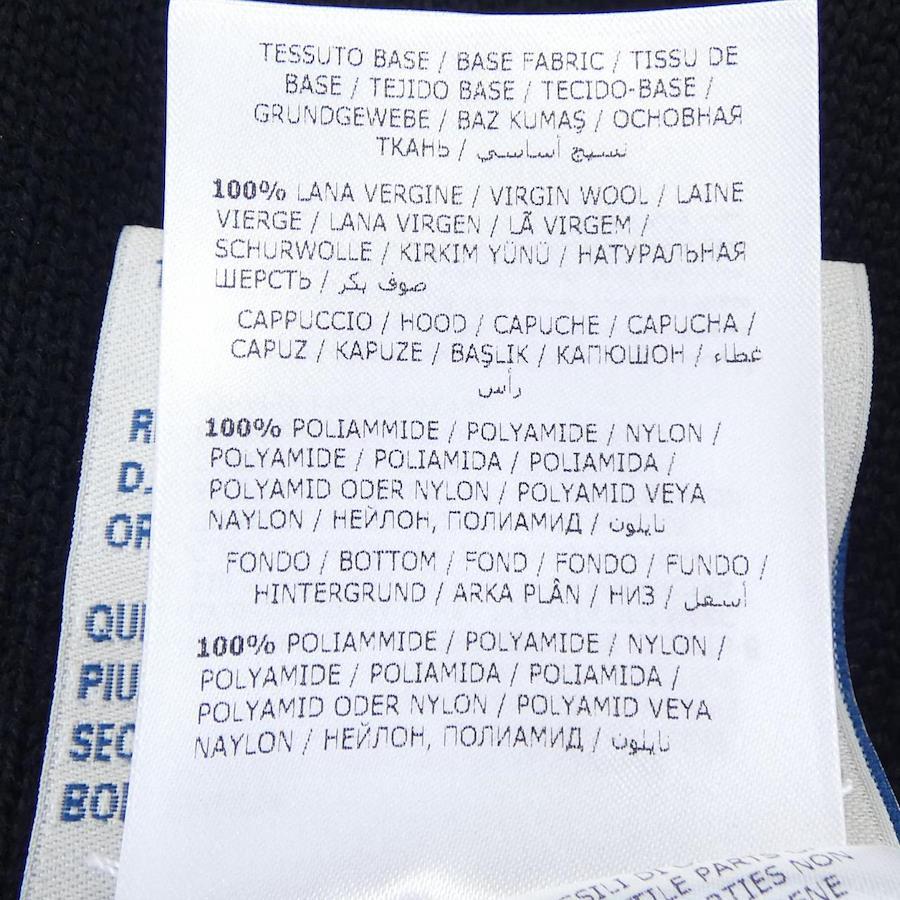 TESSUTO BASE / BASE FABRIC / TISSU DE
BASE / TEJIDO BASE / TECIDO-BASE /
GRUNDGEWEBE / BAZ KUMAŞ / ОСНОВНАЯ
ТКАНЬ / نسيج أساسي
100% LANA VERGINE / VIRGIN WOOL / LAINE
VIERGE / LANA VIRGEN / LÃ VIRGEM /
SCHURWOLLE / KIRKIM YÜNÜ / НАТУРАЛЬНАЯ
ШЕРСТЬ / صوف بكر
CAPPUCCIO / HOOD / CAPUCHE / CAPUCHA /
CAPUZ / KAPUZE / BAŞLIK / КАПЮШОН / غطاء
رأس
100% POLIAMMIDE / POLYAMIDE / NYLON /
POLYAMIDE / POLIAMIDA / POLIAMIDA /
POLYAMID ODER NYLON / POLYAMID VEYA
NAYLON / НЕЙЛОН, ПОЛИАМИД / نايلون
FONDO / BOTTOM / FOND / FONDO / FUNDO /
HINTERGRUND / ARKA PLÂN / НИЗ / أسفل
100% POLIAMMIDE / POLYAMIDE / NYLON /
POLYAMIDE / POLIAMIDA / POLIAMIDA /
POLYAMID ODER NYLON / POLYAMID VEYA
NAYLON / НЕЙЛОН, ПОЛИАМИД / نايلون
D.
PIU